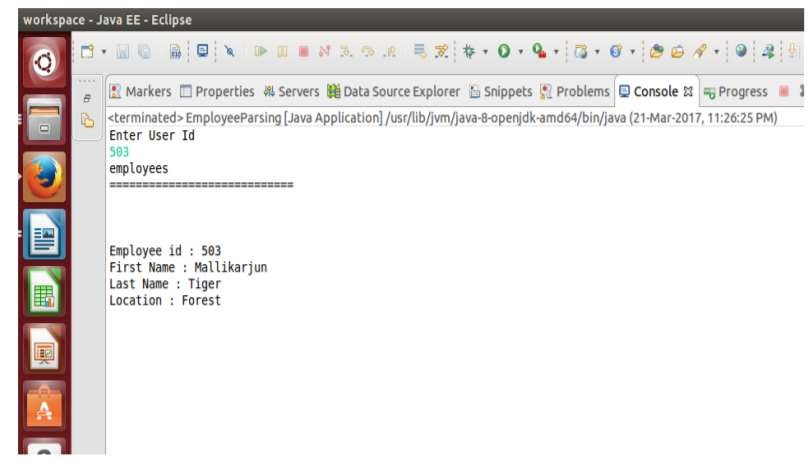 workspace - Java EE - Eclipse
Markers Properties Servers Data Source Explorer Snippets Problems Console Progress
<terminated> EmployeeParsing [Java Application] /usr/lib/jvm/java-8-openjdk-amd64/bin/java (21-Mar-2017, 11:26:25 PM)
Enter User Id
503
employees
============================
Employee id : 503
First Name : Mallikarjun
Last Name : Tiger
Location : Forest